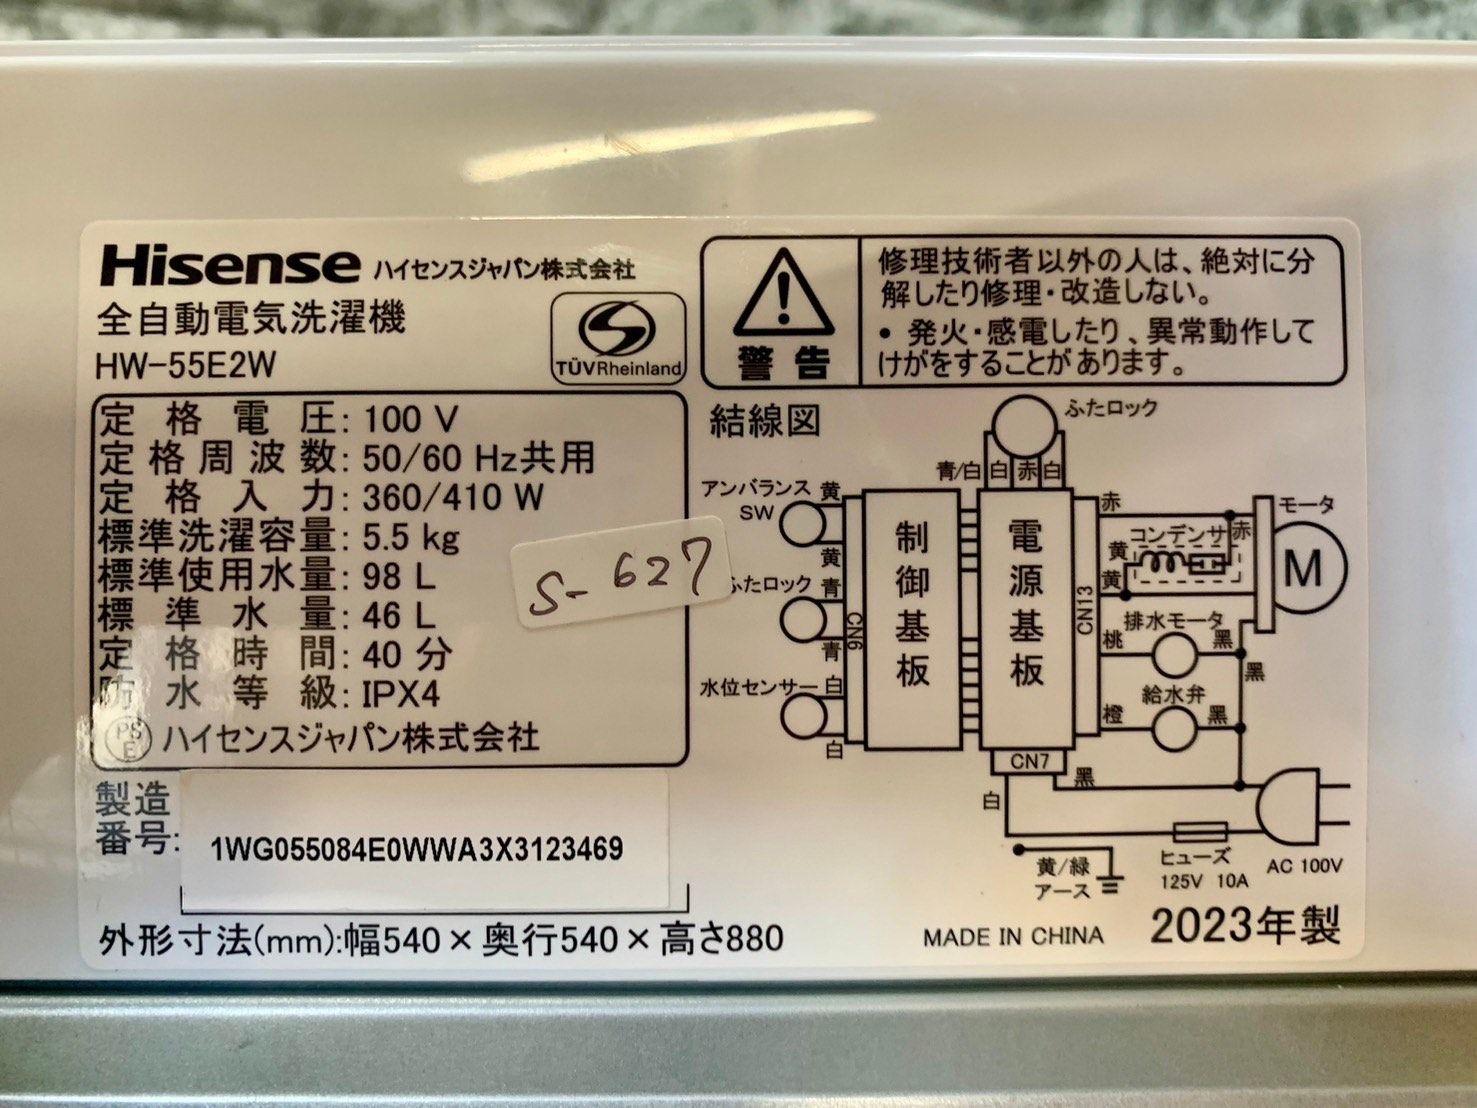 Hisense ハイセンスジャパン株式会社
全自動電気洗濯機
HW-55E2W
TÜVRheinland
警告
修理技術者以外の人は、絶対に分
解したり修理・改造しない。
・発火・感電したり、異常動作して
けがをすることがあります。
定格電圧: 100 V
定格周波数: 50/60 Hz共用
定格入力: 360/410 W
標準洗濯容量: 5.5 kg
標準使用水量: 98 L
標準水量: 46 L
定格時間: 40 分
防水等級: IPX4
PSE ハイセンスジャパン株式会社
S-627
製造
番号:
1WG055084E0WWA3X3123469
外形寸法(mm):幅540×奥行540×高さ880
結線図
ふたロック
青/白 白 赤 白
アンバランス 黄
SW
黄
ふたロック 青
青
水位センサー 白
白
CN6
制御基板
電源基板
CN13
CN7
赤
モータ
コンデンサ 赤
黄
黄
M
排水モータ
桃
黒
黒
給水弁
橙
黒
黒
白
ヒューズ
125V 10A
AC 100V
黄/緑
アース
MADE IN CHINA
2023年製